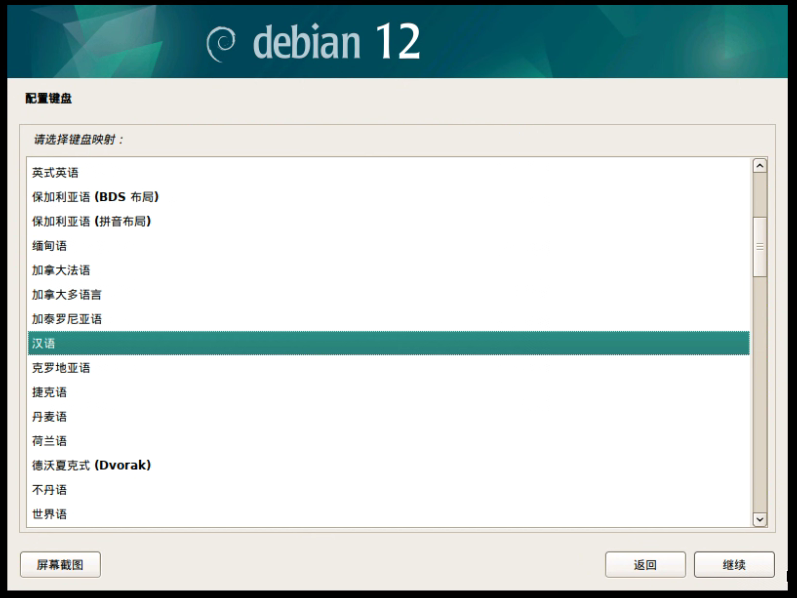 debian 12
配置键盘
请选择键盘映射：
英式英语
保加利亚语 (BDS 布局)
保加利亚语 (拼音布局)
缅甸语
加拿大法语
加拿大多语言
加泰罗尼亚语
汉语
克罗地亚语
捷克语
丹麦语
荷兰语
德沃夏克式 (Dvorak)
不丹语
世界语
屏幕截图
返回
继续